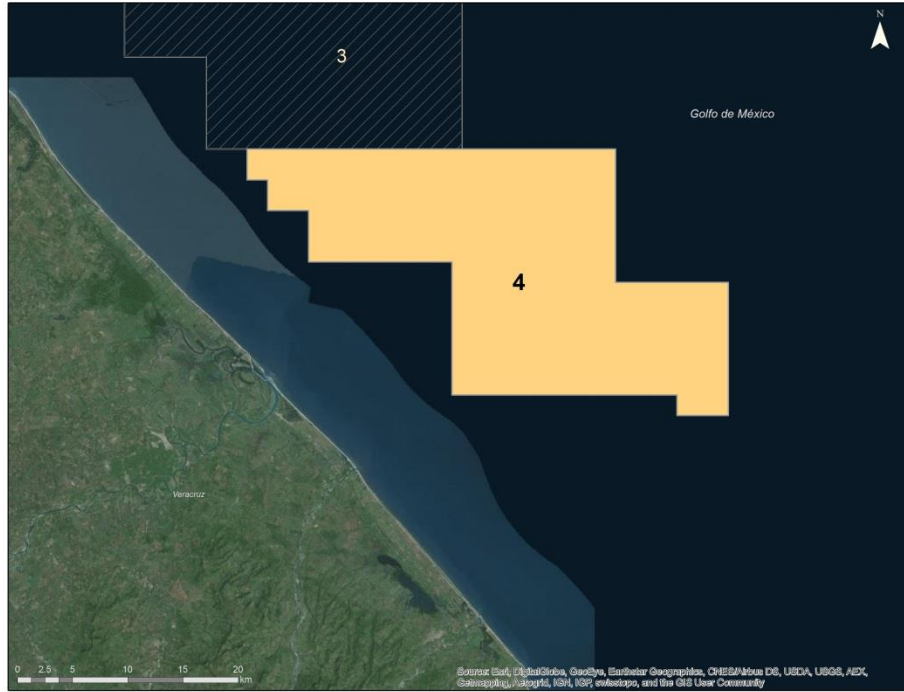 N
3
Golfo de México
4
Veracruz
0 2.5 5 10 15 20
km
Source: Esri, DigitalGlobe, GeoEye, Earthstar Geographics, CNES/Airbus DS, USDA, USGS, AEX,
Getmapping, Aerogrid, IGN, IGP, swisstopo, and the GIS User Community